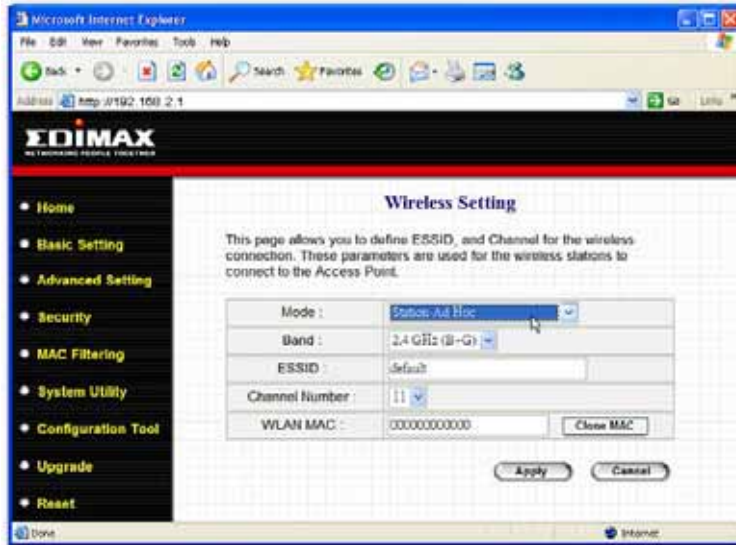 Microsoft Internet Explorer
File Edit View Favorites Tools Help
Back Search Favorites
Address http://192.168.2.1 Go Links
EDIMAX
NETWORKING PEOPLE TOGETHER
Home
Basic Setting
Advanced Setting
Security
MAC Filtering
System Utility
Configuration Tool
Upgrade
Reset
Wireless Setting
This page allows you to define ESSID, and Channel for the wireless
connection. These parameters are used for the wireless stations to
connect to the Access Point.
Mode : Station-Ad Hoc
Band : 2.4 GHz (B+G)
ESSID : default
Channel Number : 11
WLAN MAC : 000000000000 Clone MAC
Apply Cancel
Done Internet